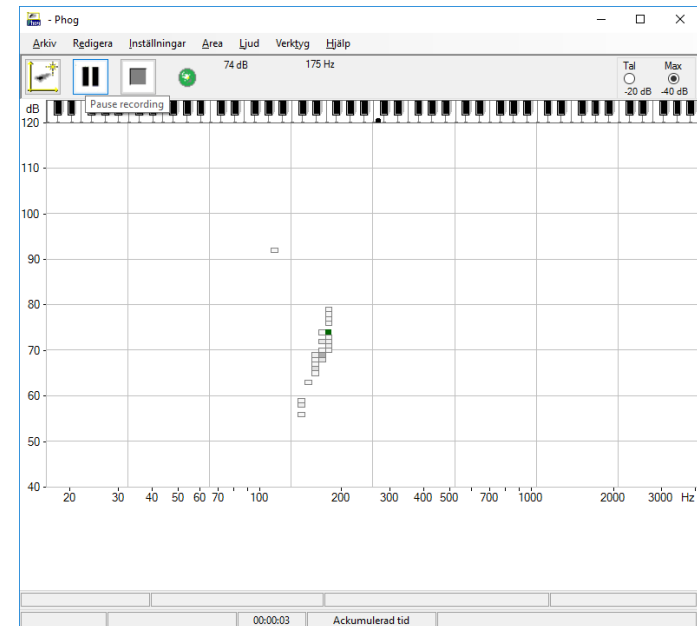 Phog - Phog
Arkiv Redigera Inställningar Area Ljud Verktyg Hjälp
74 dB 175 Hz
Tal Max
-20 dB -40 dB
Pause recording
dB
120
110
100
90
80
70
60
50
40
20 30 40 50 60 70 100 200 300 400 500 700 1000 2000 3000 Hz
00:00:03 Ackumulerad tid